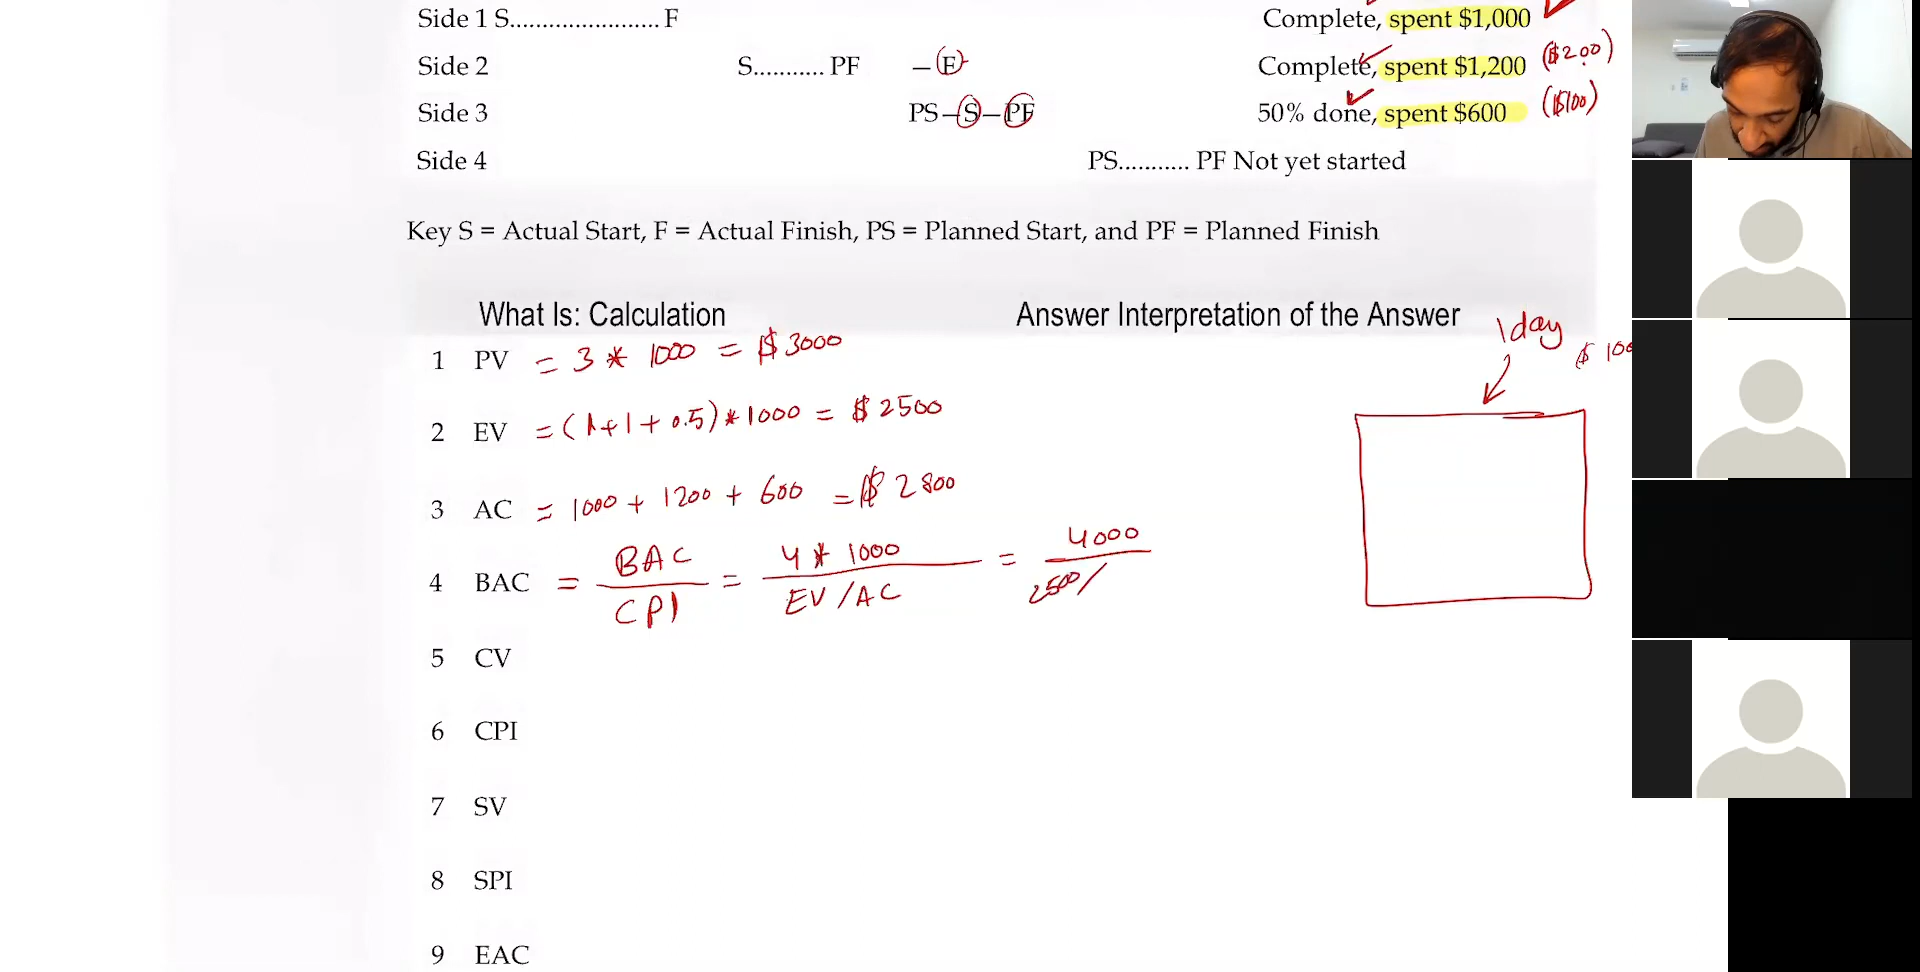 Side 1 S...................... F Complete, spent $1,000
Side 2 S........... PF – F Complete, spent $1,200 ($200)
Side 3 PS – S – PF 50% done, spent $600 ($100)
Side 4 PS........... PF Not yet started
Key S = Actual Start, F = Actual Finish, PS = Planned Start, and PF = Planned Finish
What Is: Calculation Answer Interpretation of the Answer
1 day
$ 100
1 PV = 3 * 1000 = $3000
2 EV = (1+1+0.5) * 1000 = $2500
3 AC = 1000 + 1200 + 600 = $2800
4 BAC = BAC / CPI = 4 * 1000 / EV/AC = 4000 / 2500/
5 CV
6 CPI
7 SV
8 SPI
9 EAC